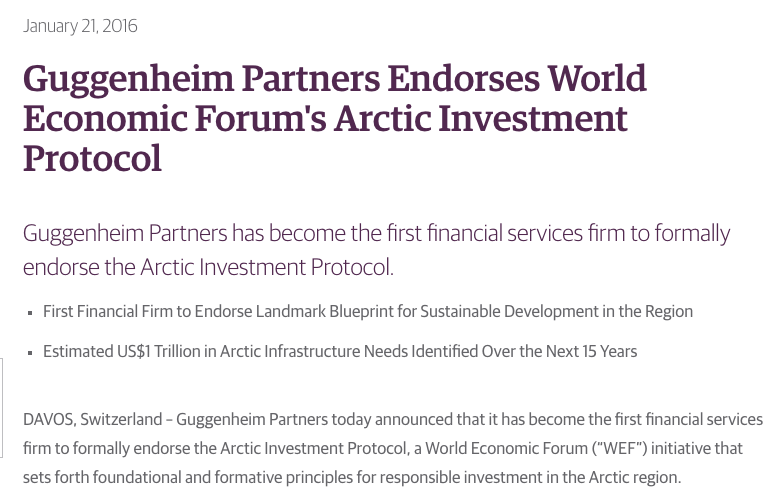 January 21, 2016
Guggenheim Partners Endorses World
Economic Forum's Arctic Investment
Protocol
Guggenheim Partners has become the first financial services firm to formally
endorse the Arctic Investment Protocol.
▪ First Financial Firm to Endorse Landmark Blueprint for Sustainable Development in the Region
▪ Estimated US$1 Trillion in Arctic Infrastructure Needs Identified Over the Next 15 Years
DAVOS, Switzerland – Guggenheim Partners today announced that it has become the first financial services
firm to formally endorse the Arctic Investment Protocol, a World Economic Forum (“WEF”) initiative that
sets forth foundational and formative principles for responsible investment in the Arctic region.